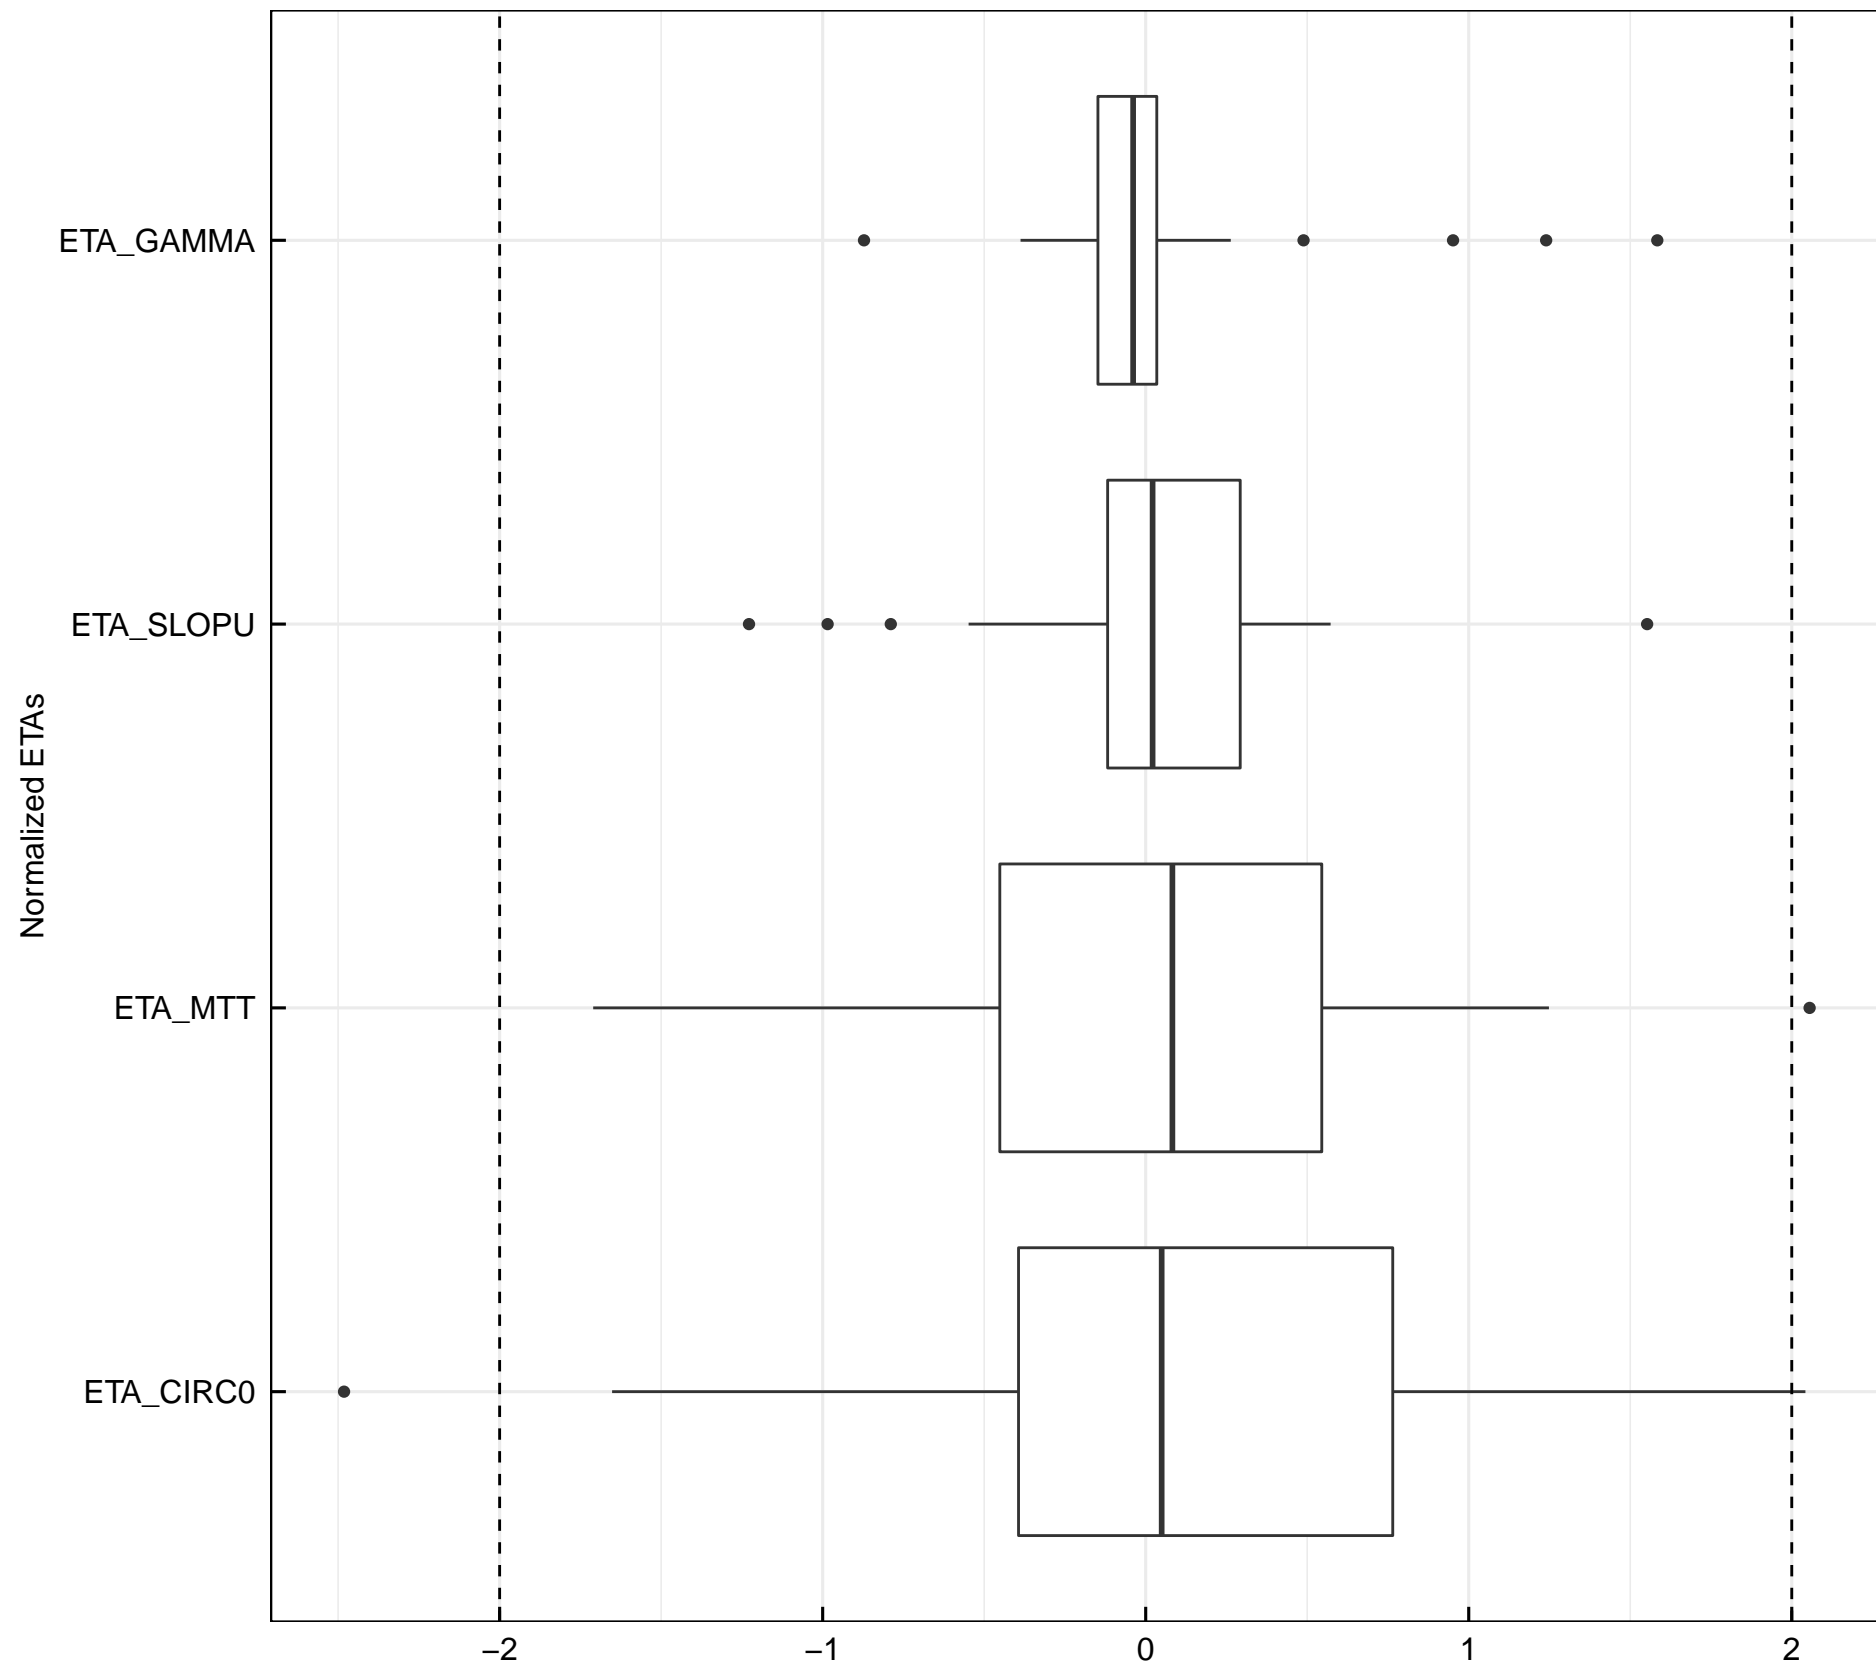 Normalized ETAs
ETA_GAMMA
ETA_SLOPU
ETA_MTT
ETA_CIRC0
−2 −1 0 1 2